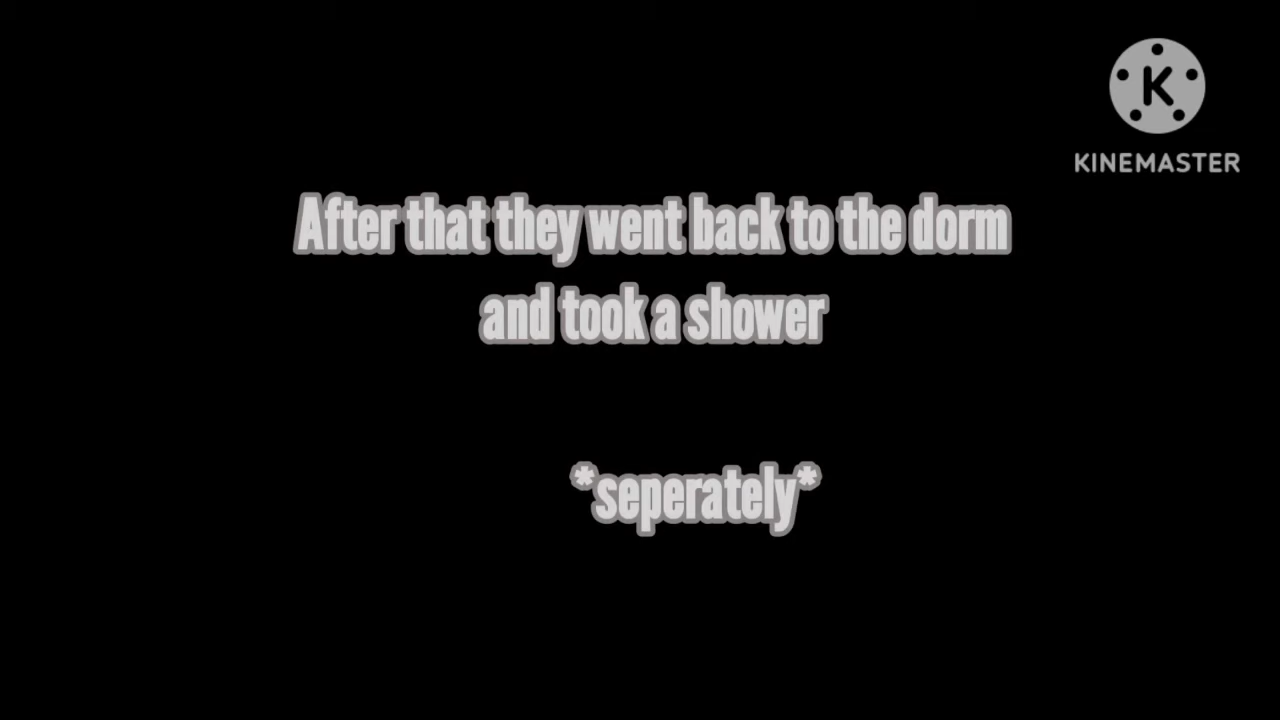 K
KINEMASTER
After that they went back to the dorm
and took a shower
*seperately*